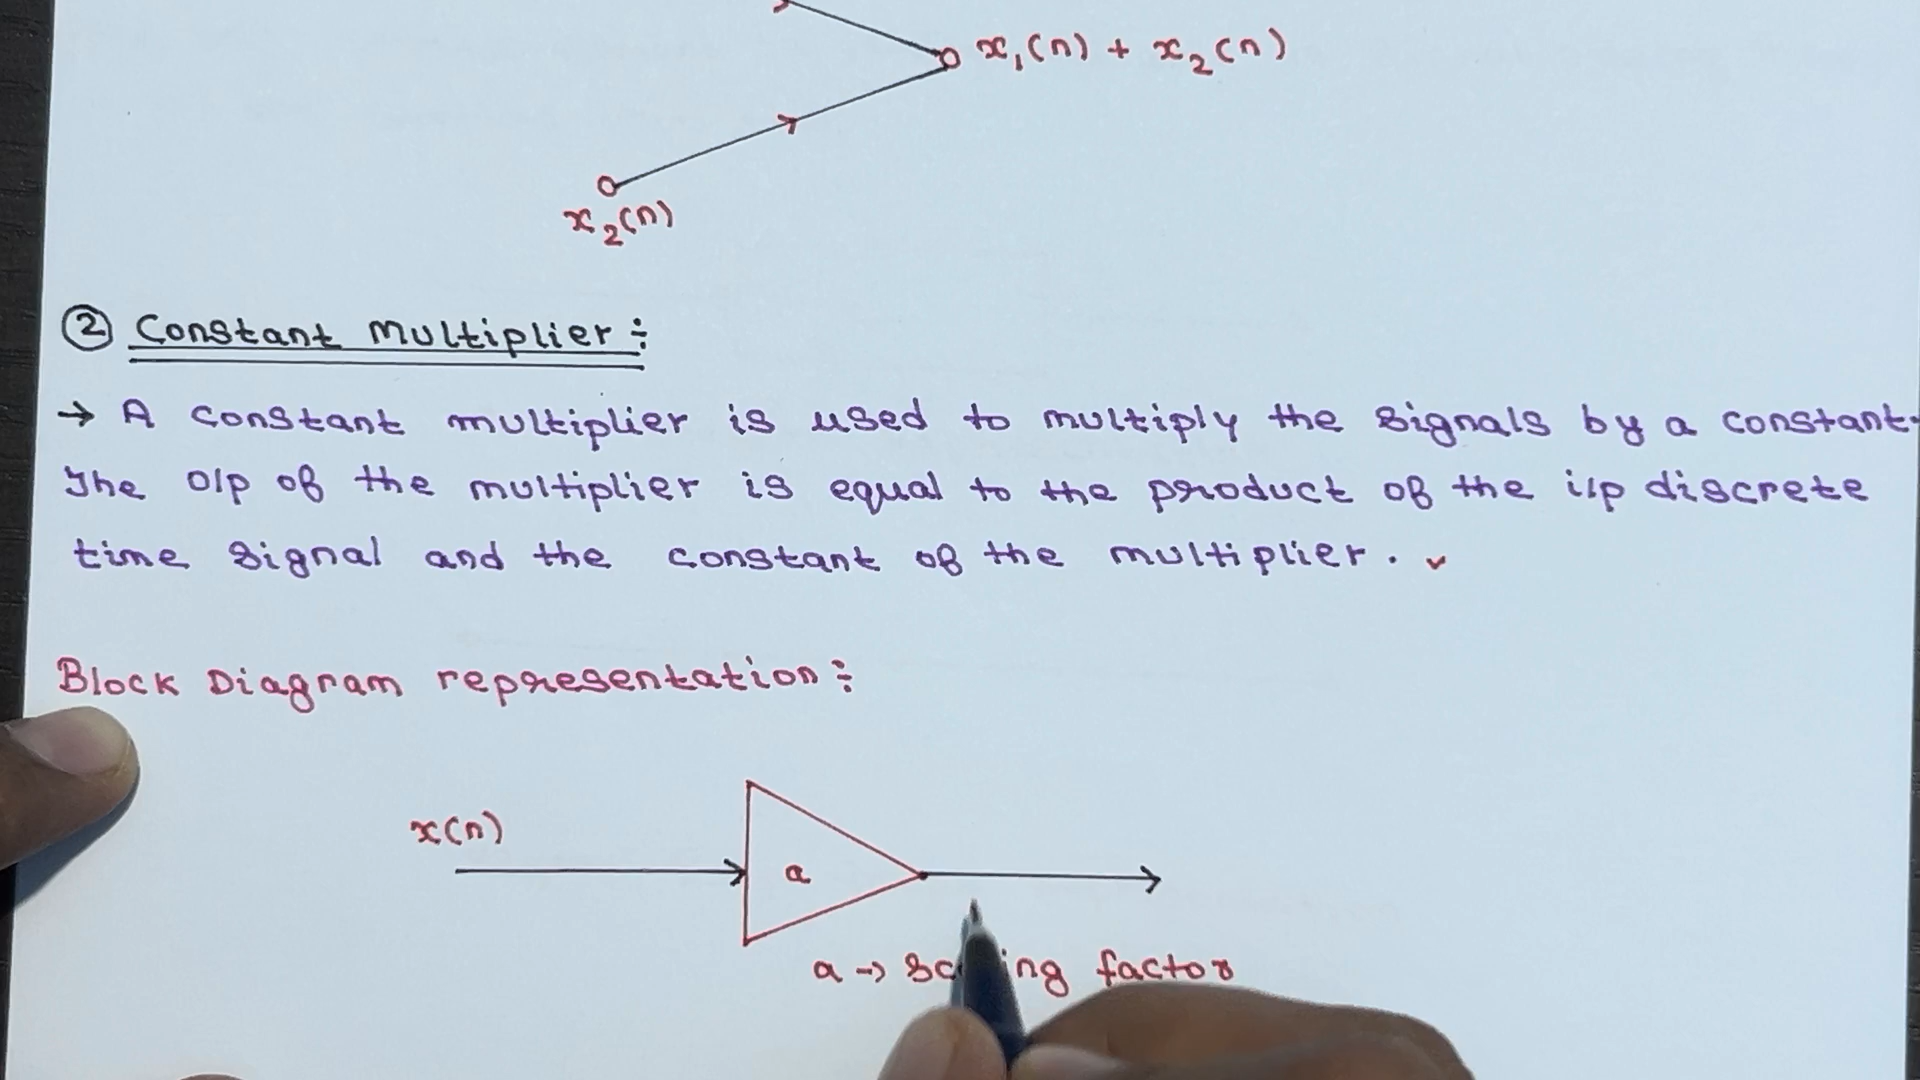 x₁(n) + x₂(n)
x₂(n)
② Constant Multiplier :
→ A constant multiplier is used to multiply the signals by a constant.
The o/p of the multiplier is equal to the product of the i/p discrete
time signal and the constant of the multiplier.
Block Diagram representation :
x(n)
a
a → factor